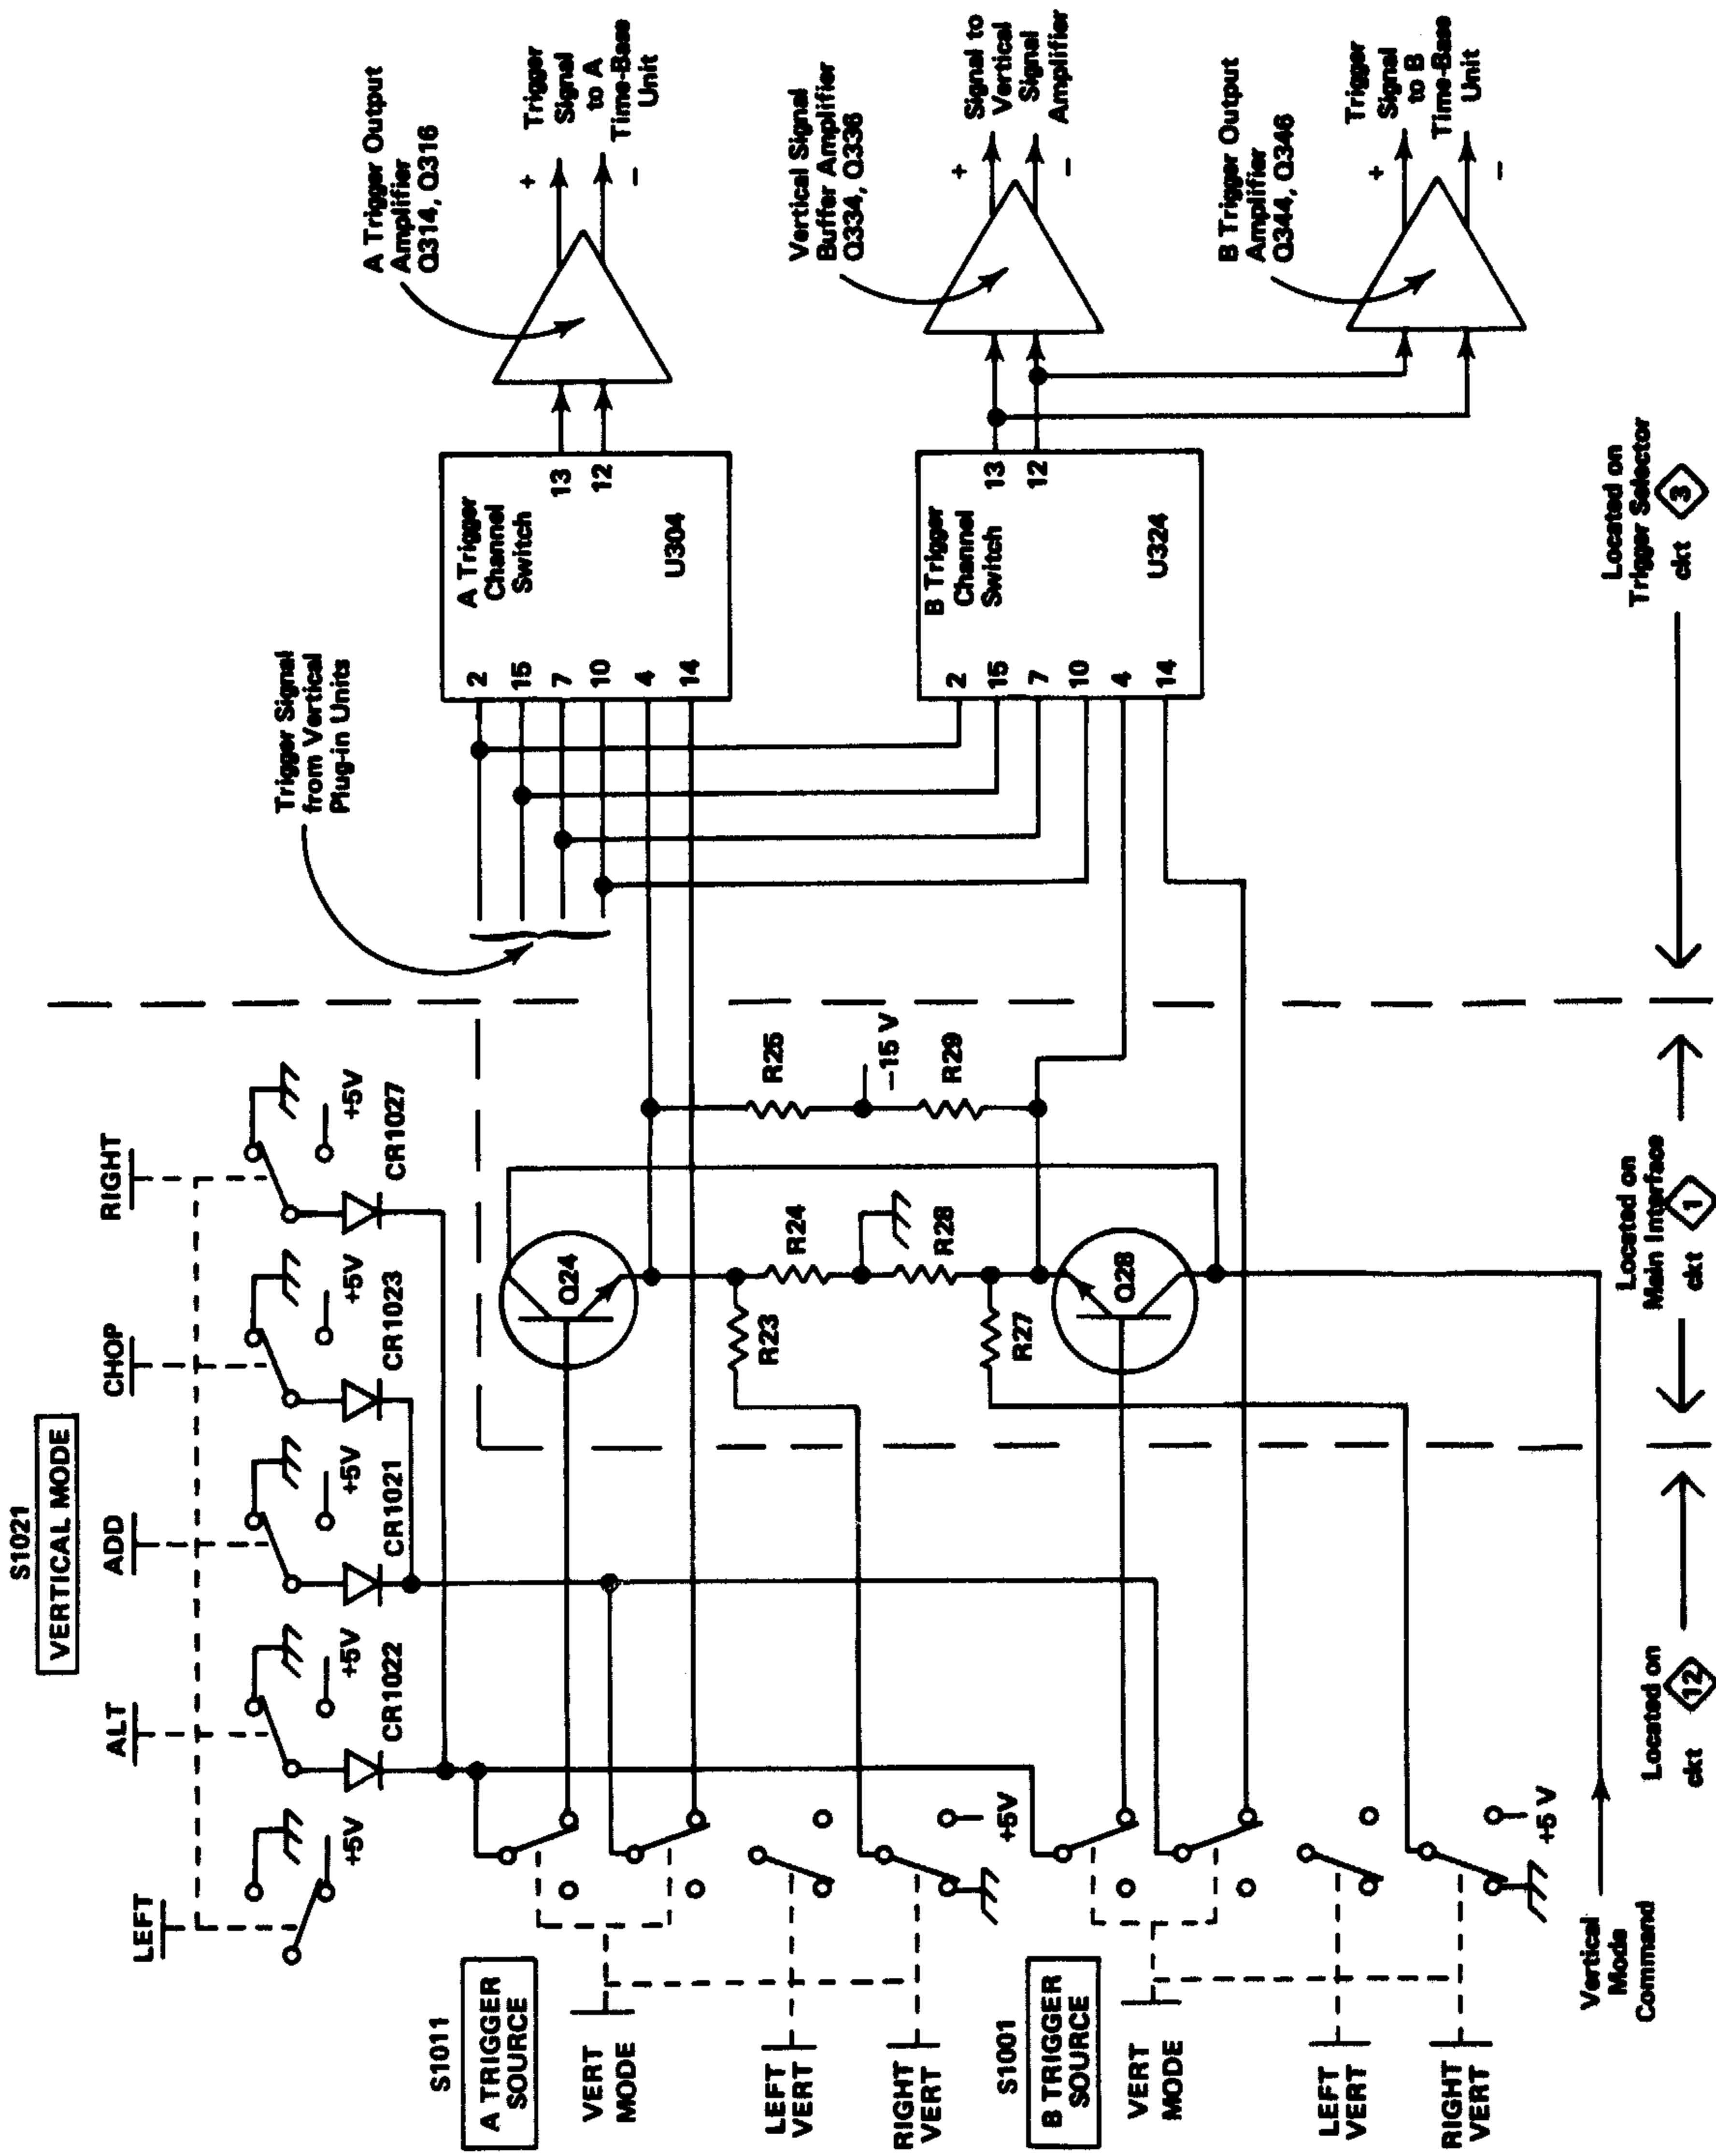 S1021
VERTICAL MODE
LEFT
ALT
ADD
CHOP
RIGHT
+5V
+5V
+5V
+5V
+5V
CR1022
CR1021
CR1023
CR1027
S1011
A TRIGGER
SOURCE
VERT
MODE
LEFT
VERT
RIGHT
VERT
+5V
S1001
B TRIGGER
SOURCE
VERT
MODE
LEFT
VERT
RIGHT
VERT
+5 V
Vertical
Mode
Command
Q24
R23
R24
R25
-15 V
R28
R29
R27
Q28
Trigger Signal
from Vertical
Plug-in Units
2
15
7
10
4
14
A Trigger
Channel
Switch
U304
13
12
A Trigger Output
Amplifier
Q314, Q316
+
-
Trigger
Signal
to A
Time-Base
Unit
2
15
7
10
4
14
B Trigger
Channel
Switch
U324
13
12
Vertical Signal
Buffer Amplifier
Q334, Q336
+
-
Signal to
Vertical
Signal
Amplifier
B Trigger Output
Amplifier
Q344, Q346
+
-
Trigger
Signal
to B
Time-Base
Unit
Located on
ckt 12
Located on
Main Interface
ckt 1
Located on
Trigger Selector
ckt 3